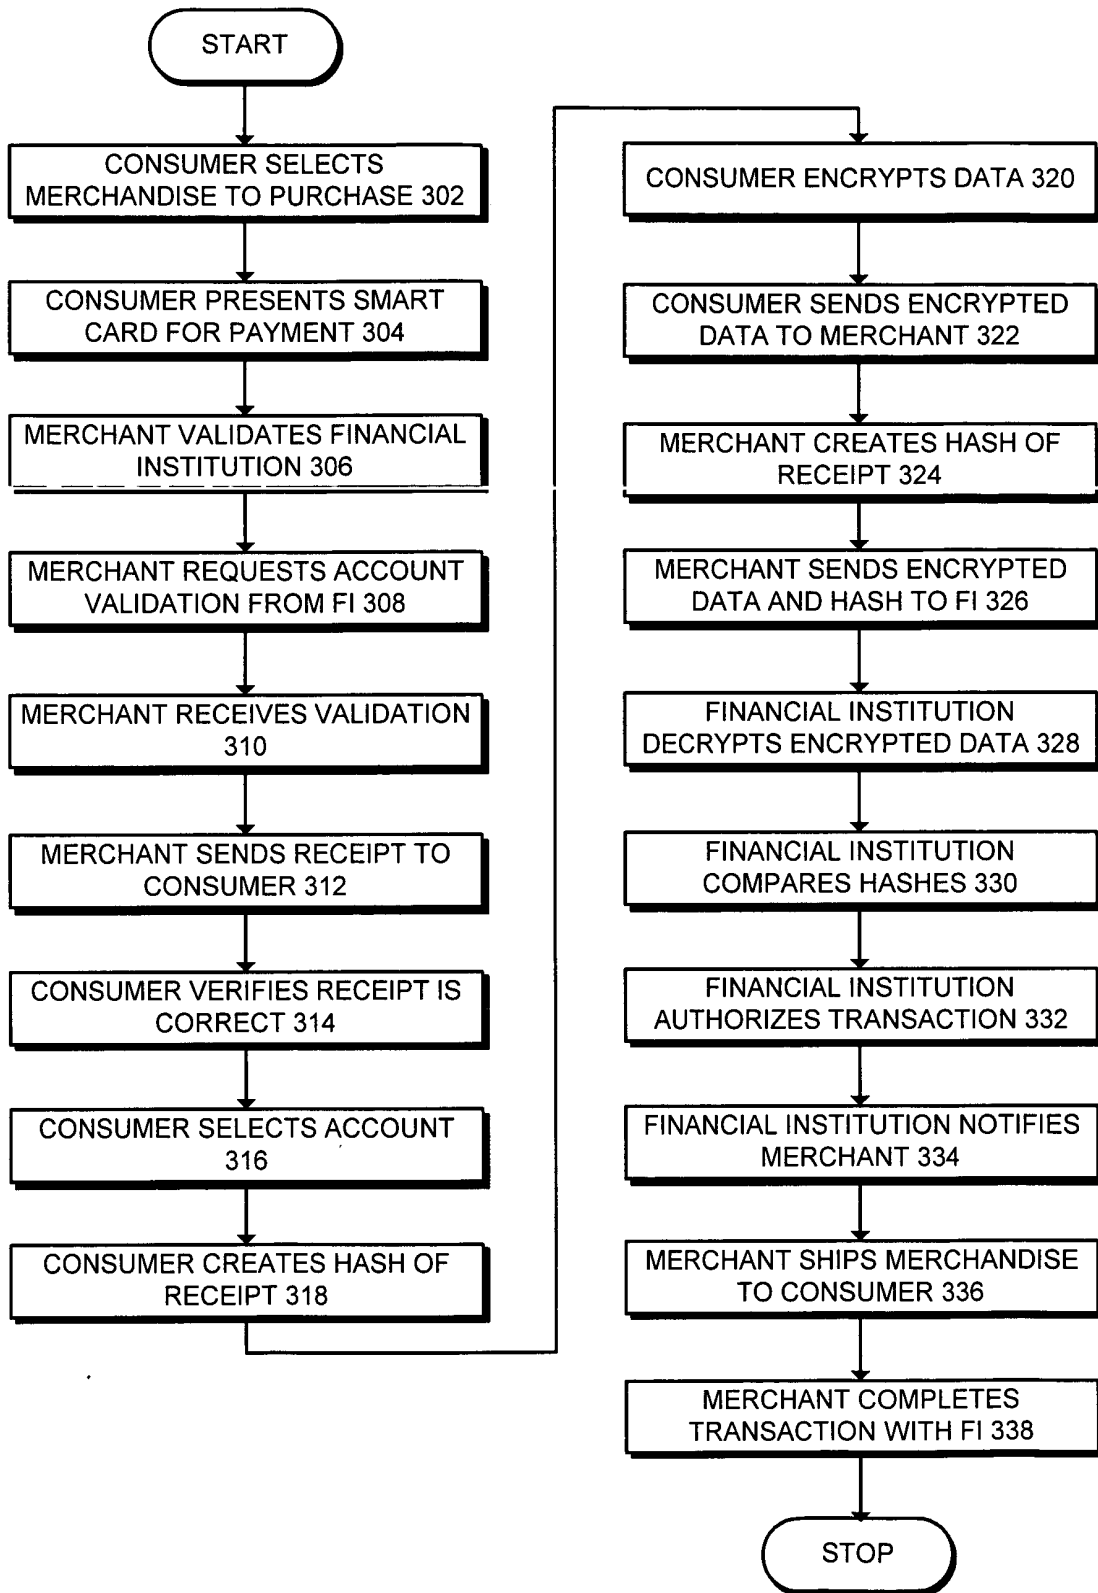 START
CONSUMER SELECTS
MERCHANDISE TO PURCHASE 302
CONSUMER PRESENTS SMART
CARD FOR PAYMENT 304
MERCHANT VALIDATES FINANCIAL
INSTITUTION 306
MERCHANT REQUESTS ACCOUNT
VALIDATION FROM FI 308
MERCHANT RECEIVES VALIDATION
310
MERCHANT SENDS RECEIPT TO
CONSUMER 312
CONSUMER VERIFIES RECEIPT IS
CORRECT 314
CONSUMER SELECTS ACCOUNT
316
CONSUMER CREATES HASH OF
RECEIPT 318
CONSUMER ENCRYPTS DATA 320
CONSUMER SENDS ENCRYPTED
DATA TO MERCHANT 322
MERCHANT CREATES HASH OF
RECEIPT 324
MERCHANT SENDS ENCRYPTED
DATA AND HASH TO FI 326
FINANCIAL INSTITUTION
DECRYPTS ENCRYPTED DATA 328
FINANCIAL INSTITUTION
COMPARES HASHES 330
FINANCIAL INSTITUTION
AUTHORIZES TRANSACTION 332
FINANCIAL INSTITUTION NOTIFIES
MERCHANT 334
MERCHANT SHIPS MERCHANDISE
TO CONSUMER 336
MERCHANT COMPLETES
TRANSACTION WITH FI 338
STOP